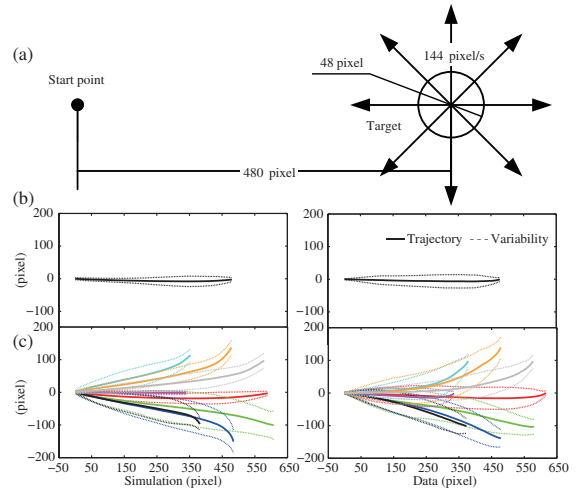 (a)
144 pixel/s
48 pixel
Start point
Target
480 pixel
(b)
200
100
0
−100
200
(pixel)
200
100
0
−100
Trajectory
Variability
(pixel)
200
(c)
100
0
−100
−200
(pixel)
−50 50 150 250 350 450 550 650
Simulation (pixel)
200
100
0
−100
−200
−50 50 150 250 350 450 550 650
Data (pixel)